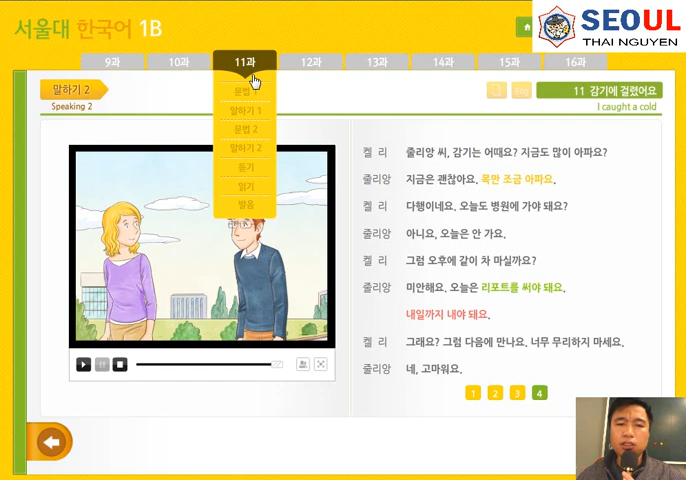 서울대 한국어 1B
SEOUL
THAI NGUYEN
9과 10과 11과 12과 13과 14과 15과 16과
문법 1
말하기 1
문법 2
말하기 2
듣기
읽기
발음
말하기 2
Speaking 2
Eng
11 감기에 걸렸어요
I caught a cold
켈 리 줄리앙 씨, 감기는 어때요? 지금도 많이 아파요?
줄리앙 지금은 괜찮아요. 목만 조금 아파요.
켈 리 다행이네요. 오늘도 병원에 가야 돼요?
줄리앙 아니요, 오늘은 안 가요.
켈 리 그럼 오후에 같이 차 마실까요?
줄리앙 미안해요. 오늘은 리포트를 써야 돼요.
내일까지 내야 돼요.
켈 리 그래요? 그럼 다음에 만나요. 너무 무리하지 마세요.
줄리앙 네, 고마워요.
1 2 3 4